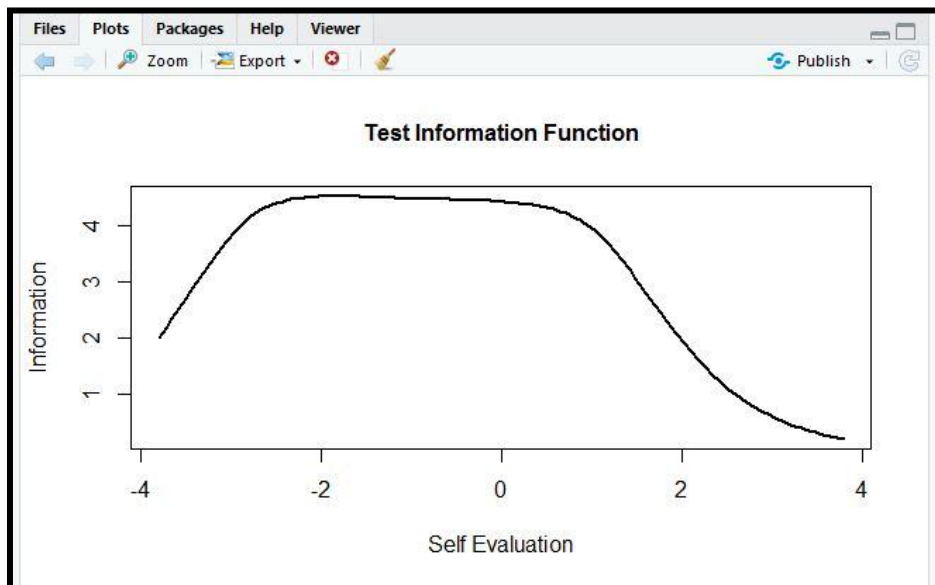 Files Plots Packages Help Viewer
Zoom Export Publish
Test Information Function
Information
4
3
2
1
-4 -2 0 2 4
Self Evaluation